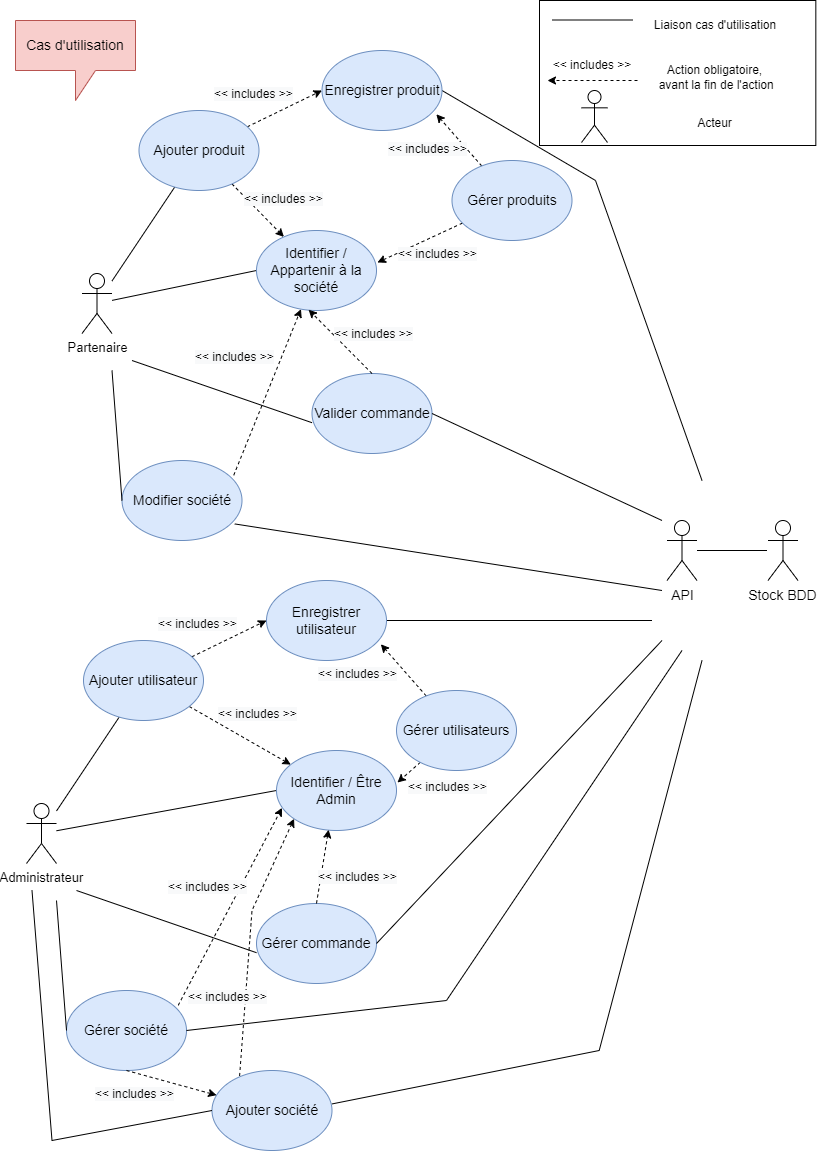 Cas d'utilisation
Liaison cas d'utilisation
<< includes >>
Action obligatoire,
avant la fin de l'action
Acteur
Enregistrer produit
<< includes >>
Ajouter produit
<< includes >>
Gérer produits
<< includes >>
Identifier /
Appartenir à la
société
<< includes >>
Partenaire
<< includes >>
<< includes >>
Valider commande
Modifier société
API
Stock BDD
Enregistrer
utilisateur
<< includes >>
Ajouter utilisateur
<< includes >>
<< includes >>
Gérer utilisateurs
Identifier / Être
Admin
<< includes >>
Administrateur
<< includes >>
<< includes >>
Gérer commande
<< includes >>
Gérer société
<< includes >>
Ajouter société